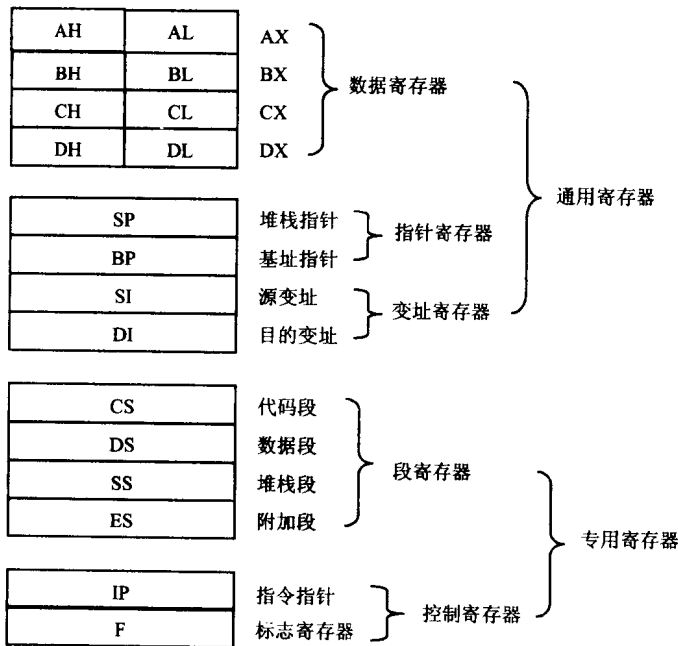 AH AL AX
BH BL BX
数据寄存器
CH CL CX
DH DL DX
通用寄存器
SP 堆栈指针
指针寄存器
BP 基址指针
SI 源变址
变址寄存器
DI 目的变址
CS 代码段
DS 数据段
段寄存器
SS 堆栈段
ES 附加段
专用寄存器
IP 指令指针
控制寄存器
F 标志寄存器